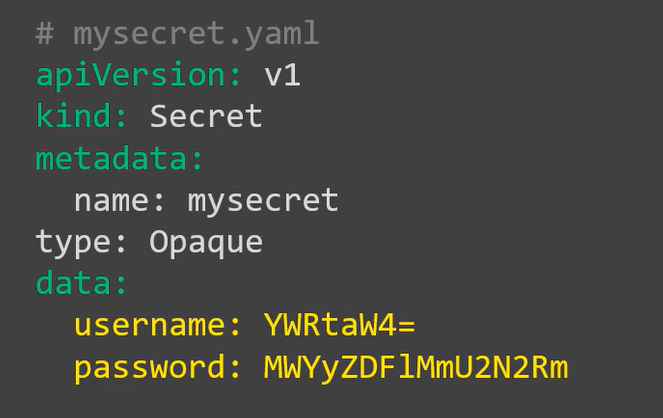 # mysecret.yaml
apiVersion: v1
kind: Secret
metadata:
  name: mysecret
type: Opaque
data:
  username: YWRtaW4=
  password: MWYyZDFlMmU2N2Rm